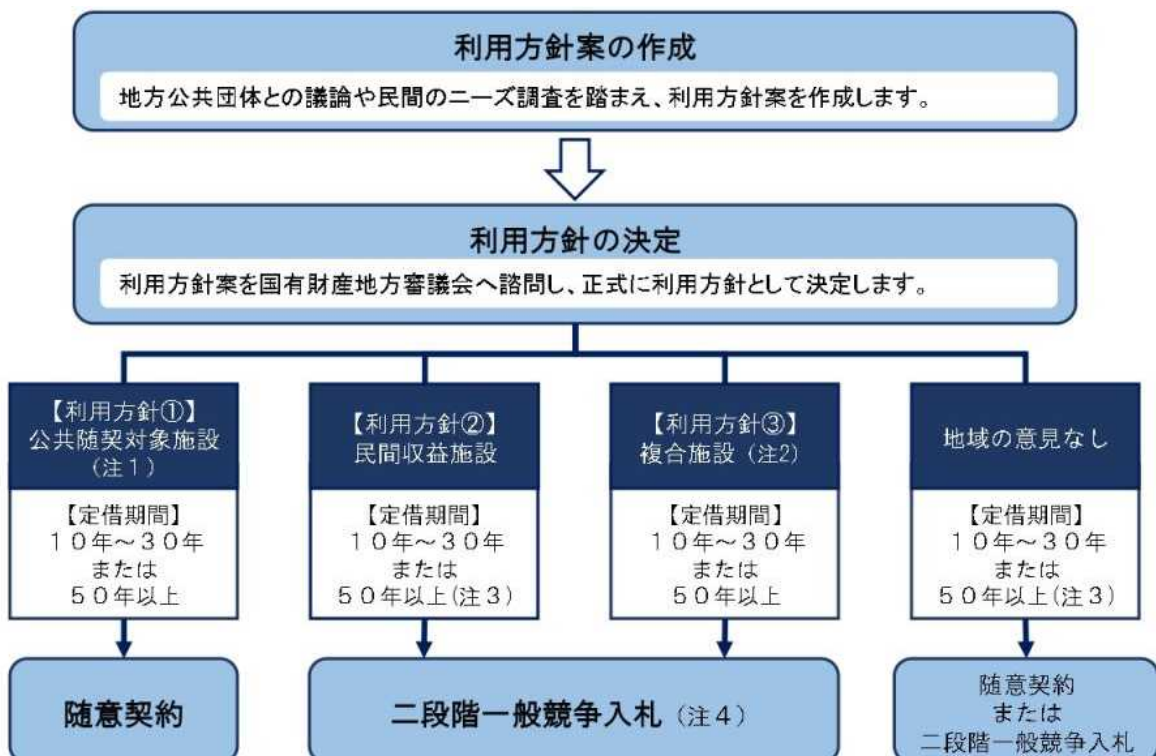 利用方針案の作成
地方公共団体との議論や民間のニーズ調査を踏まえ、利用方針案を作成します。
利用方針の決定
利用方針案を国有財産地方審議会へ諮問し、正式に利用方針として決定します。
【利用方針①】
公共随契対象施設
(注1)
【定借期間】
10年～30年
または
50年以上
随意契約
【利用方針②】
民間収益施設
【定借期間】
10年～30年
または
50年以上(注3)
【利用方針③】
複合施設(注2)
【定借期間】
10年～30年
または
50年以上
二段階一般競争入札(注4)
地域の意見なし
【定借期間】
10年～30年
または
50年以上(注3)
随意契約
または
二段階一般競争入札